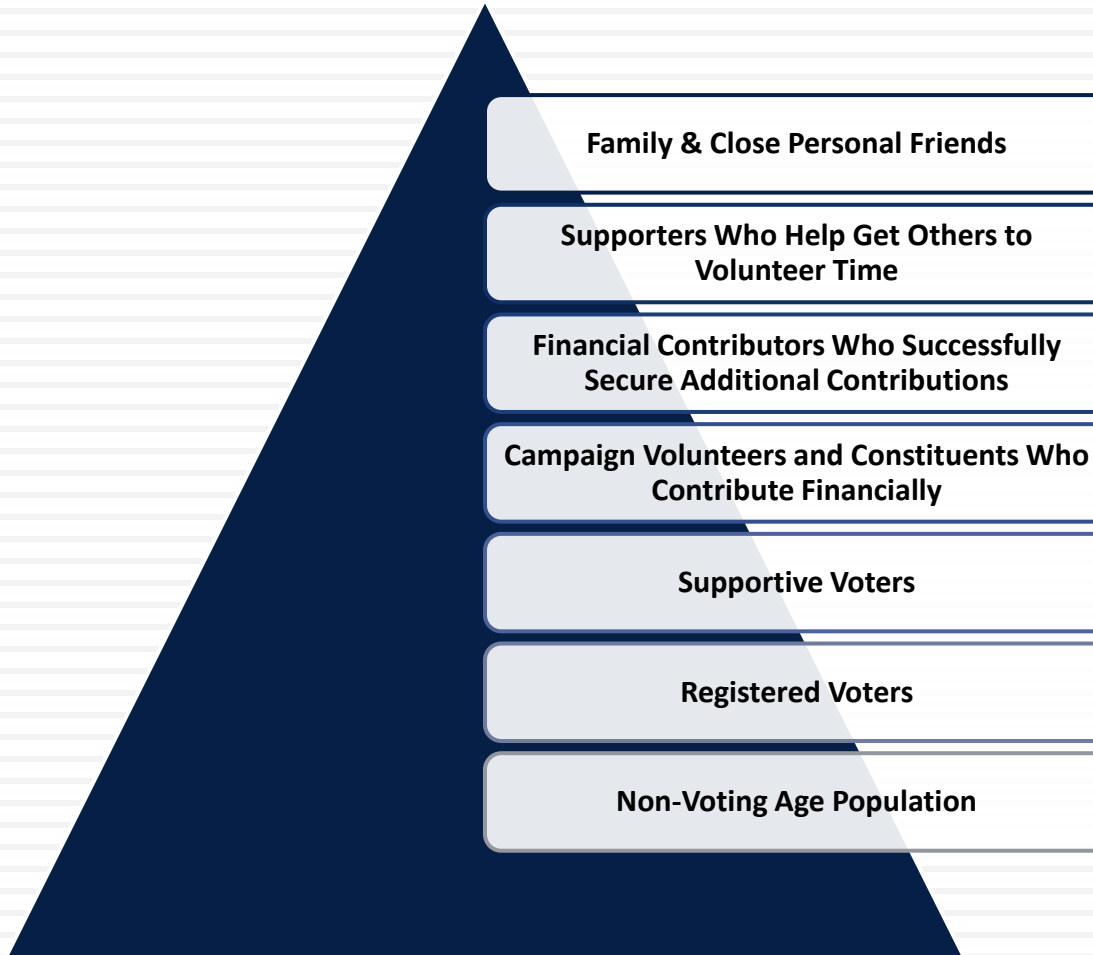 Family & Close Personal Friends
Supporters Who Help Get Others to
Volunteer Time
Financial Contributors Who Successfully
Secure Additional Contributions
Campaign Volunteers and Constituents Who
Contribute Financially
Supportive Voters
Registered Voters
Non-Voting Age Population